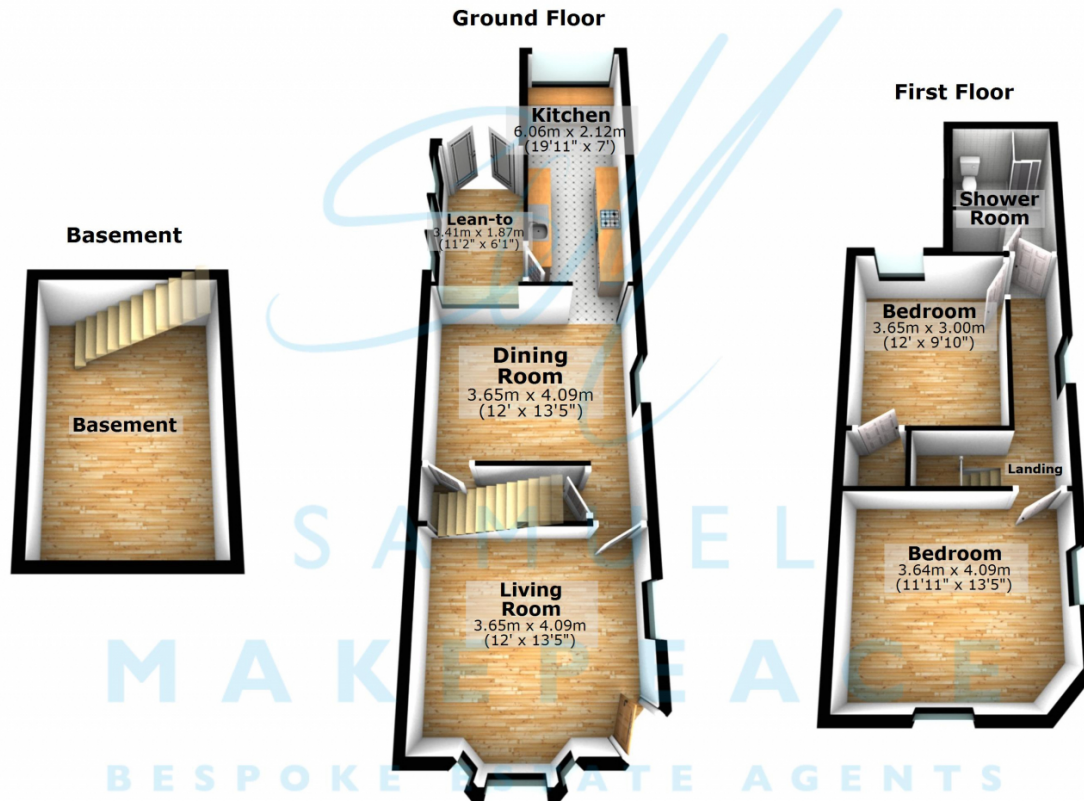 Ground Floor
Kitchen
6.06m x 2.12m
(19'11" x 7')
Lean-to
3.41m x 1.87m
(11'2" x 6'1")
Dining
Room
3.65m x 4.09m
(12' x 13'5")
Living
Room
3.65m x 4.09m
(12' x 13'5")
Basement
Basement
First Floor
Shower
Room
Bedroom
3.65m x 3.00m
(12' x 9'10")
Landing
Bedroom
3.64m x 4.09m
(11'11" x 13'5")
SAMUEL
MAKEPEACE
BESPOKE ESTATE AGENTS